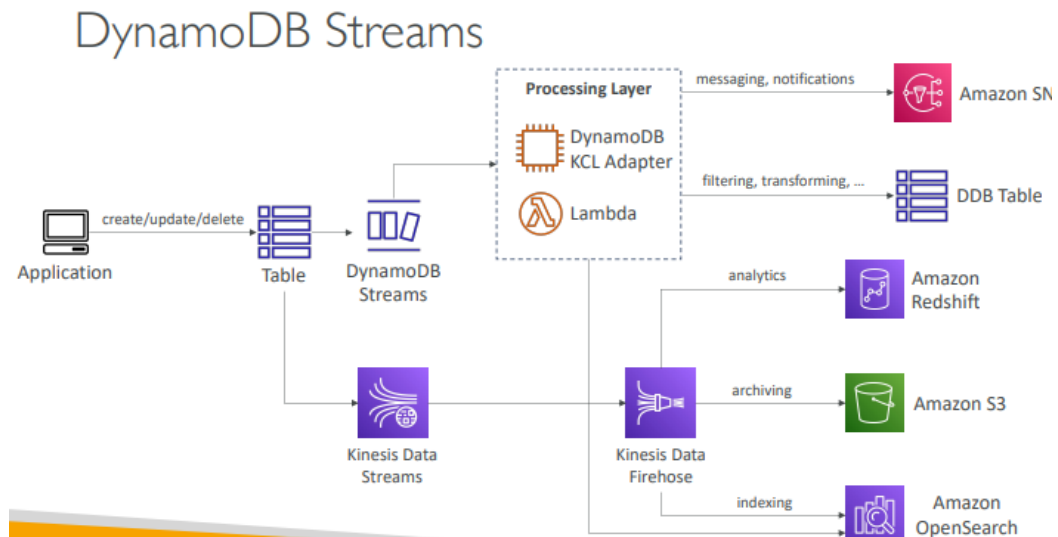 DynamoDB Streams
Processing Layer
DynamoDB
KCL Adapter
Lambda
messaging, notifications
Amazon SN
filtering, transforming, ...
DDB Table
create/update/delete
Application
Table
DynamoDB
Streams
analytics
Amazon
Redshift
Kinesis Data
Streams
Kinesis Data
Firehose
archiving
Amazon S3
indexing
Amazon
OpenSearch